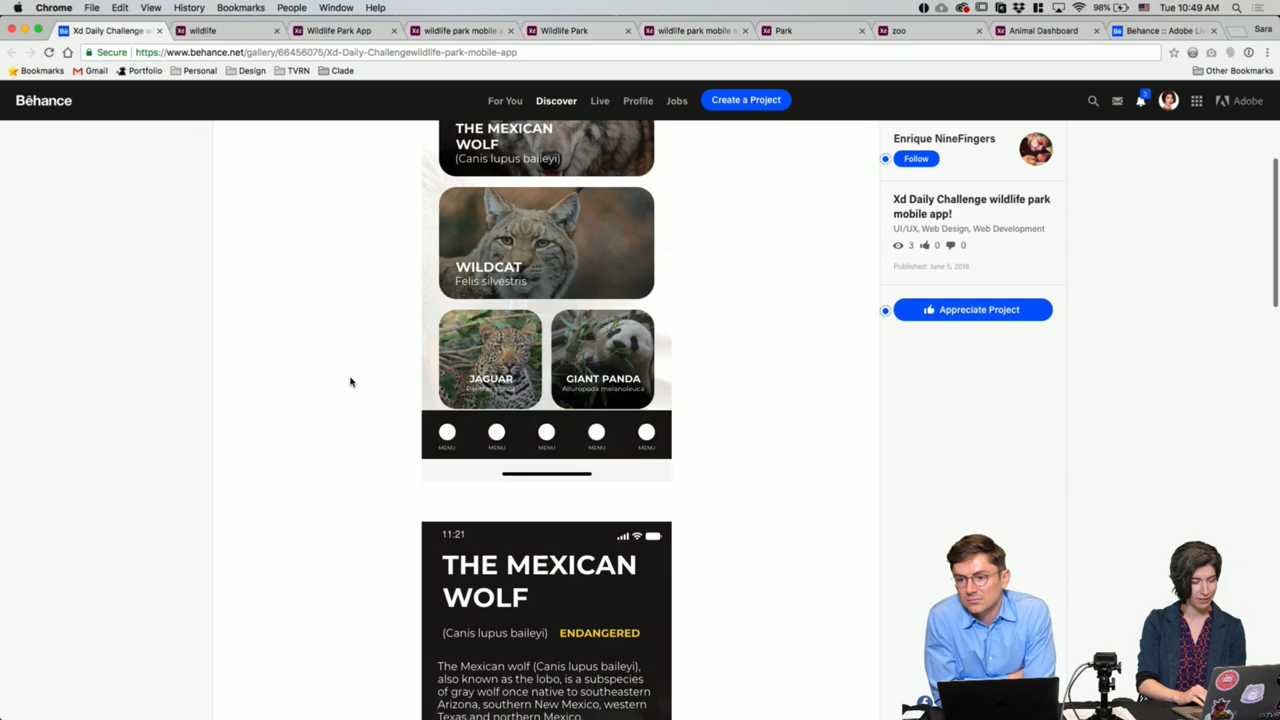 Chrome File Edit View History Bookmarks People Window Help
98% Tue 10:49 AM
Xd Daily Challenge w
wildlife
Wildlife Park App
wildlife park mobile
Wildlife Park
wildlife park mobile a
Park
zoo
Animal Dashboard
Behance :: Adobe Li
Sara
Secure https://www.behance.net/gallery/66456075/Xd-Daily-Challengewildlife-park-mobile-app
Bookmarks Gmail Portfolio Personal Design TVRN Clade Other Bookmarks
Bēhance For You Discover Live Profile Jobs Create a Project 3 Adobe
THE MEXICAN
WOLF
(Canis lupus baileyi)
WILDCAT
Felis silvestris
JAGUAR
GIANT PANDA
Ailuropoda melanoleuca
MENU MENU MENU MENU MENU
11:21
THE MEXICAN
WOLF
(Canis lupus baileyi) ENDANGERED
The Mexican wolf (Canis lupus baileyi),
also known as the lobo, is a subspecies
of gray wolf once native to southeastern
Arizona, southern New Mexico, western
Texas and northern Mexico.
Enrique NineFingers
Follow
Xd Daily Challenge wildlife park
mobile app!
UI/UX, Web Design, Web Development
3 0 0
Published: June 5, 2018
Appreciate Project